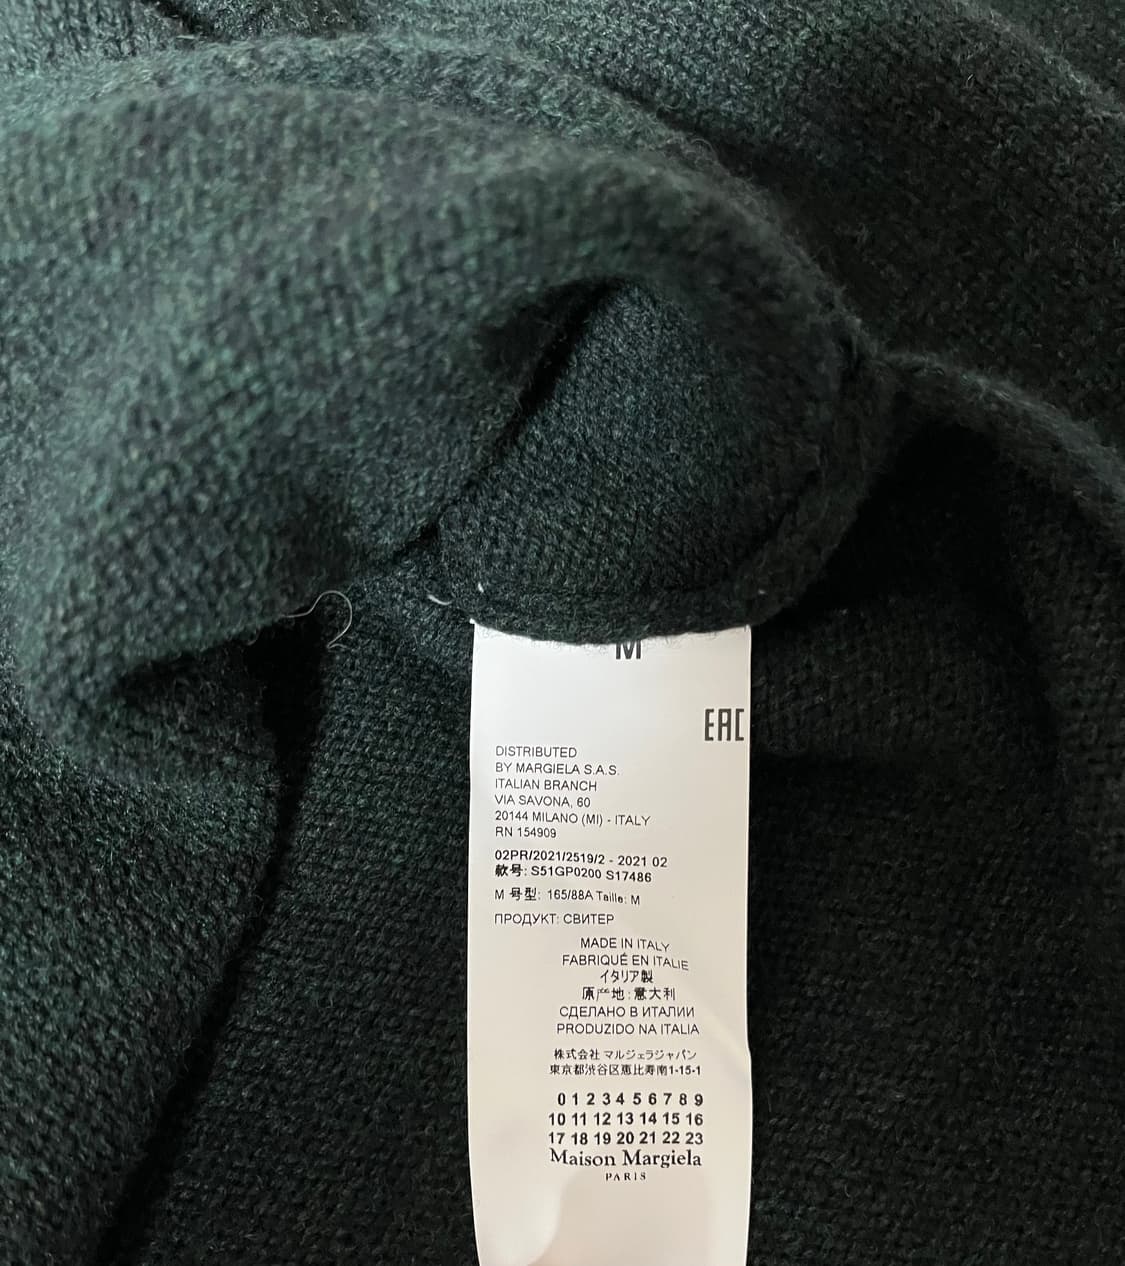 M
EAC
DISTRIBUTED
BY MARGIELA S.A.S.
ITALIAN BRANCH
VIA SAVONA, 60
20144 MILANO (MI) - ITALY
RN 154909
02PR/2021/2519/2 - 2021 02
款号: S51GP0200 S17486
M 号型: 165/88A Taille: M
ПРОДУКТ: СВИТЕР
MADE IN ITALY
FABRIQUÉ EN ITALIE
イタリア製
原产地: 意大利
СДЕЛАНО В ИТАЛИИ
PRODUZIDO NA ITALIA
株式会社 マルジェラジャパン
東京都渋谷区恵比寿南1-15-1
0 1 2 3 4 5 6 7 8 9
10 11 12 13 14 15 16
17 18 19 20 21 22 23
Maison Margiela
PARIS